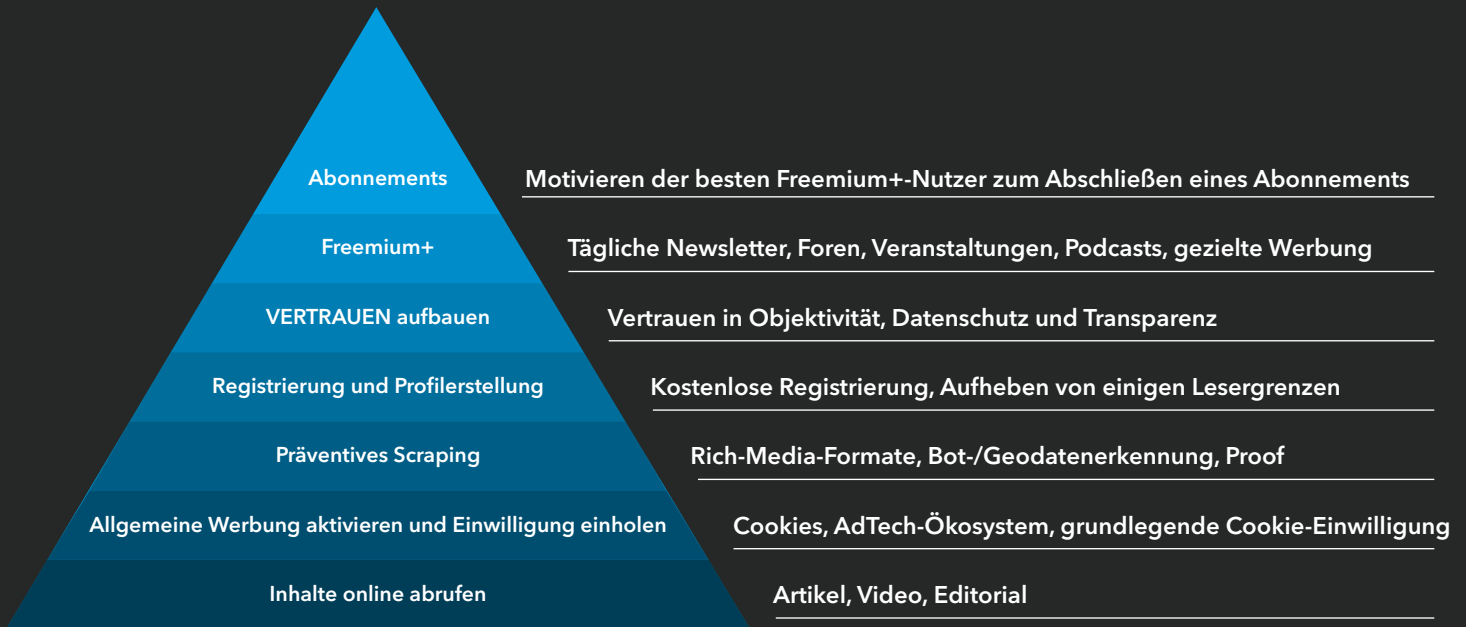 Abonnements
Motivieren der besten Freemium+-Nutzer zum Abschließen eines Abonnements
Freemium+
Tägliche Newsletter, Foren, Veranstaltungen, Podcasts, gezielte Werbung
VERTRAUEN aufbauen
Vertrauen in Objektivität, Datenschutz und Transparenz
Registrierung und Profilerstellung
Kostenlose Registrierung, Aufheben von einigen Lesergrenzen
Präventives Scraping
Rich-Media-Formate, Bot-/Geodatenerkennung, Proof
Allgemeine Werbung aktivieren und Einwilligung einholen
Cookies, AdTech-Ökosystem, grundlegende Cookie-Einwilligung
Inhalte online abrufen
Artikel, Video, Editorial